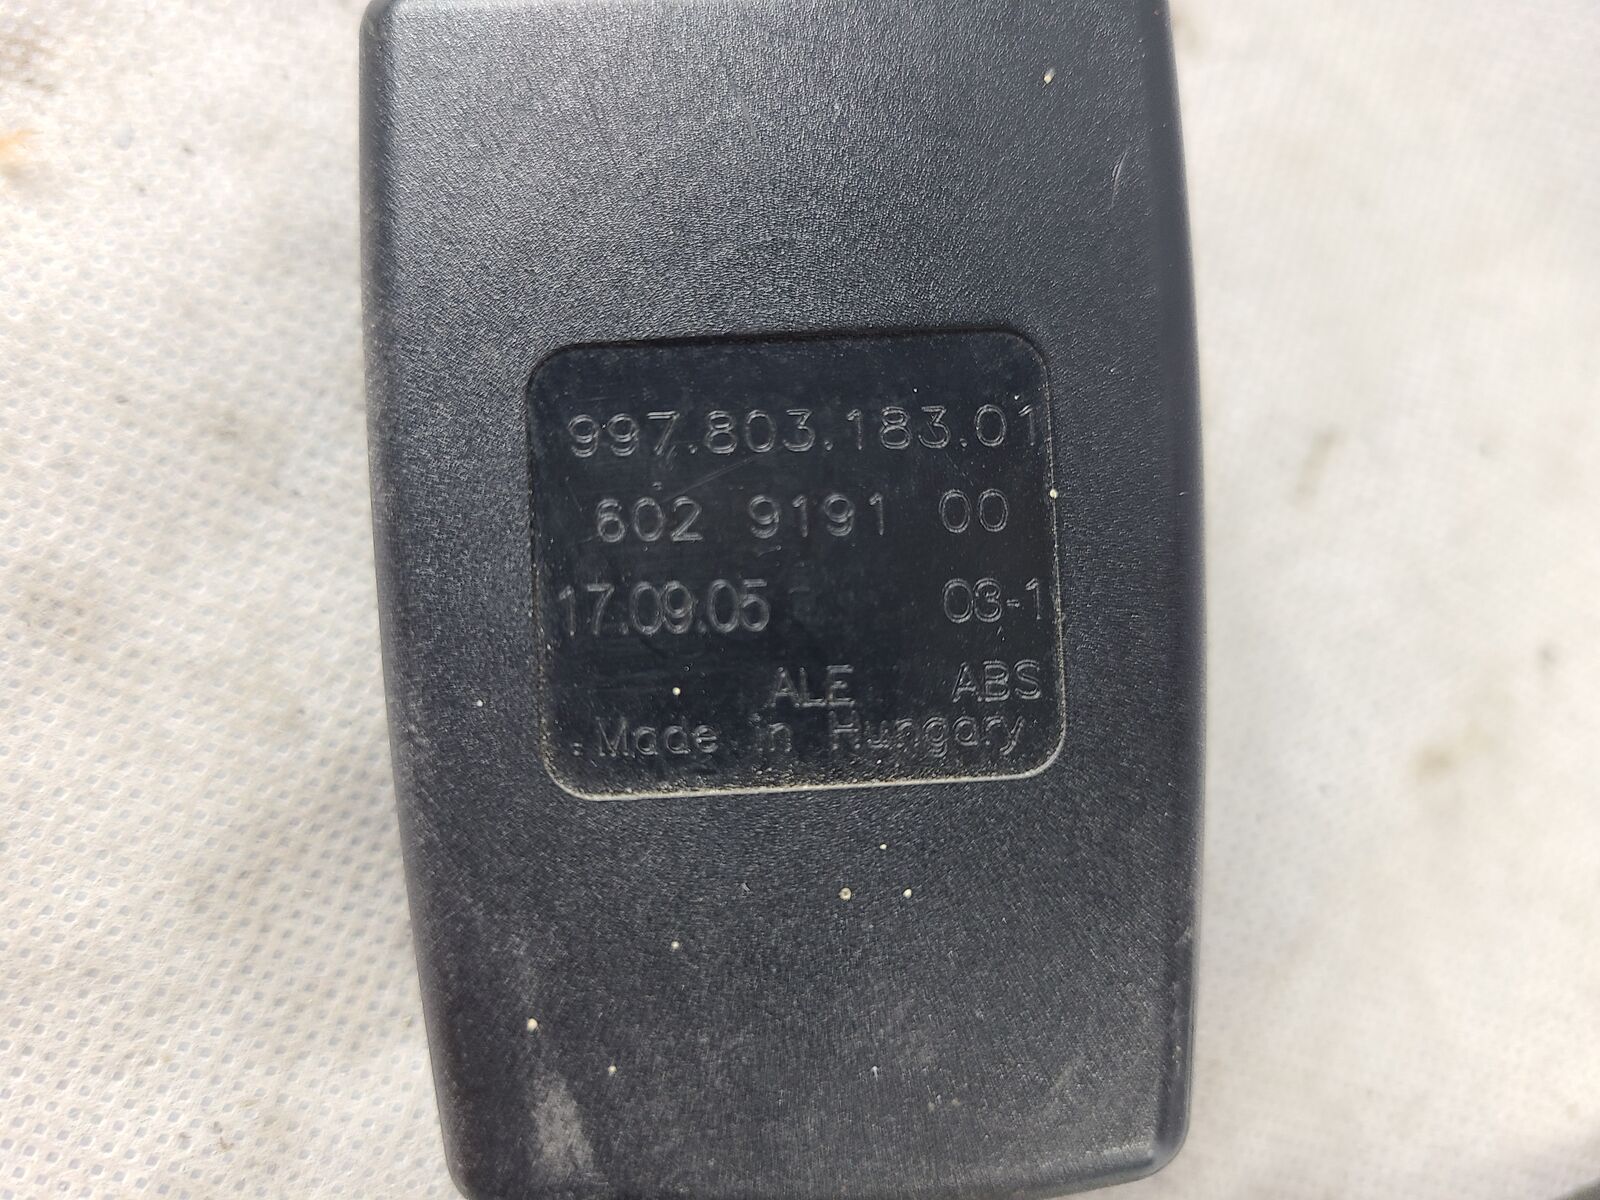 997.803.183.01
602 9191 00
17.09.05 03-1
ALE ABS
Made in Hungary